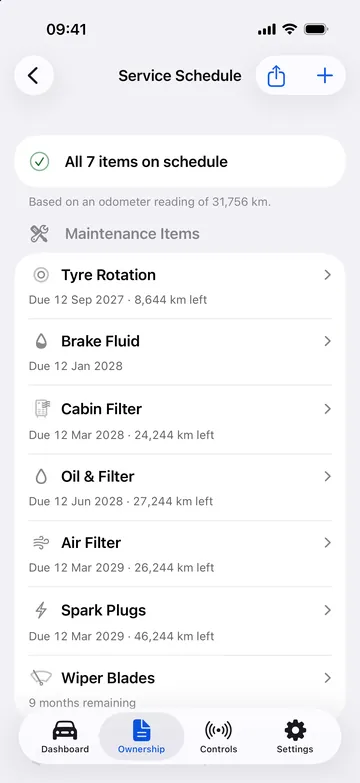 09:41
Service Schedule
All 7 items on schedule
Based on an odometer reading of 31,756 km.
Maintenance Items
Tyre Rotation
Due 12 Sep 2027 · 8,644 km left
Brake Fluid
Due 12 Jan 2028
Cabin Filter
Due 12 Mar 2028 · 24,244 km left
Oil & Filter
Due 12 Jun 2028 · 27,244 km left
Air Filter
Due 12 Mar 2029 · 26,244 km left
Spark Plugs
Due 12 Mar 2029 · 46,244 km left
Wiper Blades
9 months remaining
Dashboard Ownership Controls Settings